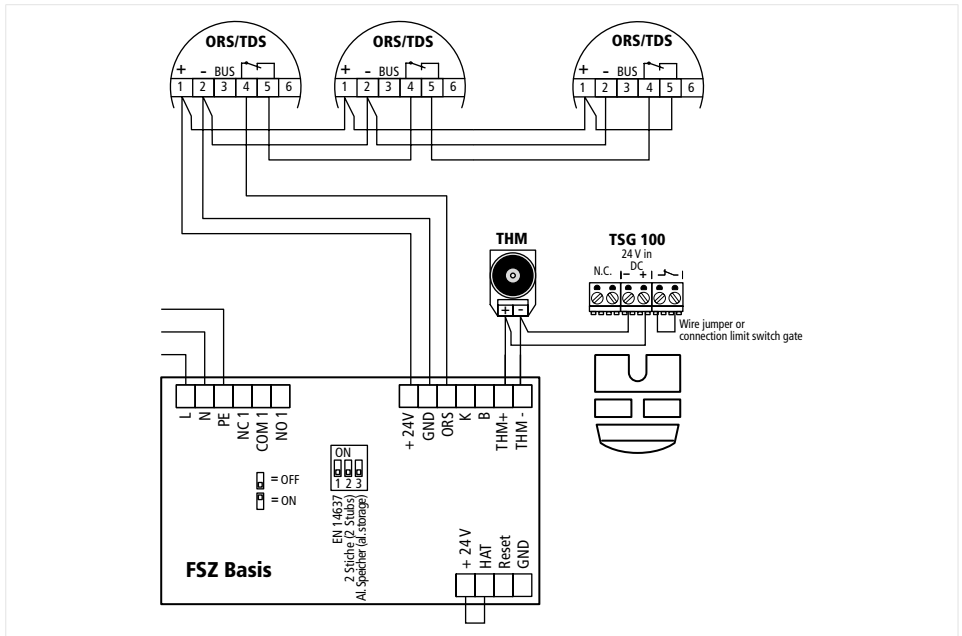 ORS/TDS
+ - BUS
1 2 3 4 5 6
ORS/TDS
+ - BUS
1 2 3 4 5 6
ORS/TDS
+ - BUS
1 2 3 4 5 6
THM
+ -
TSG 100
24 V in
DC
N.C.
- +
Wire jumper or
connection limit switch gate
L
N
PE
NC 1
COM 1
NO 1
+ 24V
GND
ORS
K
B
THM+
THM -
= OFF
= ON
ON
1 2 3
EN 14637
2 Stiche (2 Stubs)
Al. Speicher (al. storage)
FSZ Basis
+ 24 V
HAT
Reset
GND